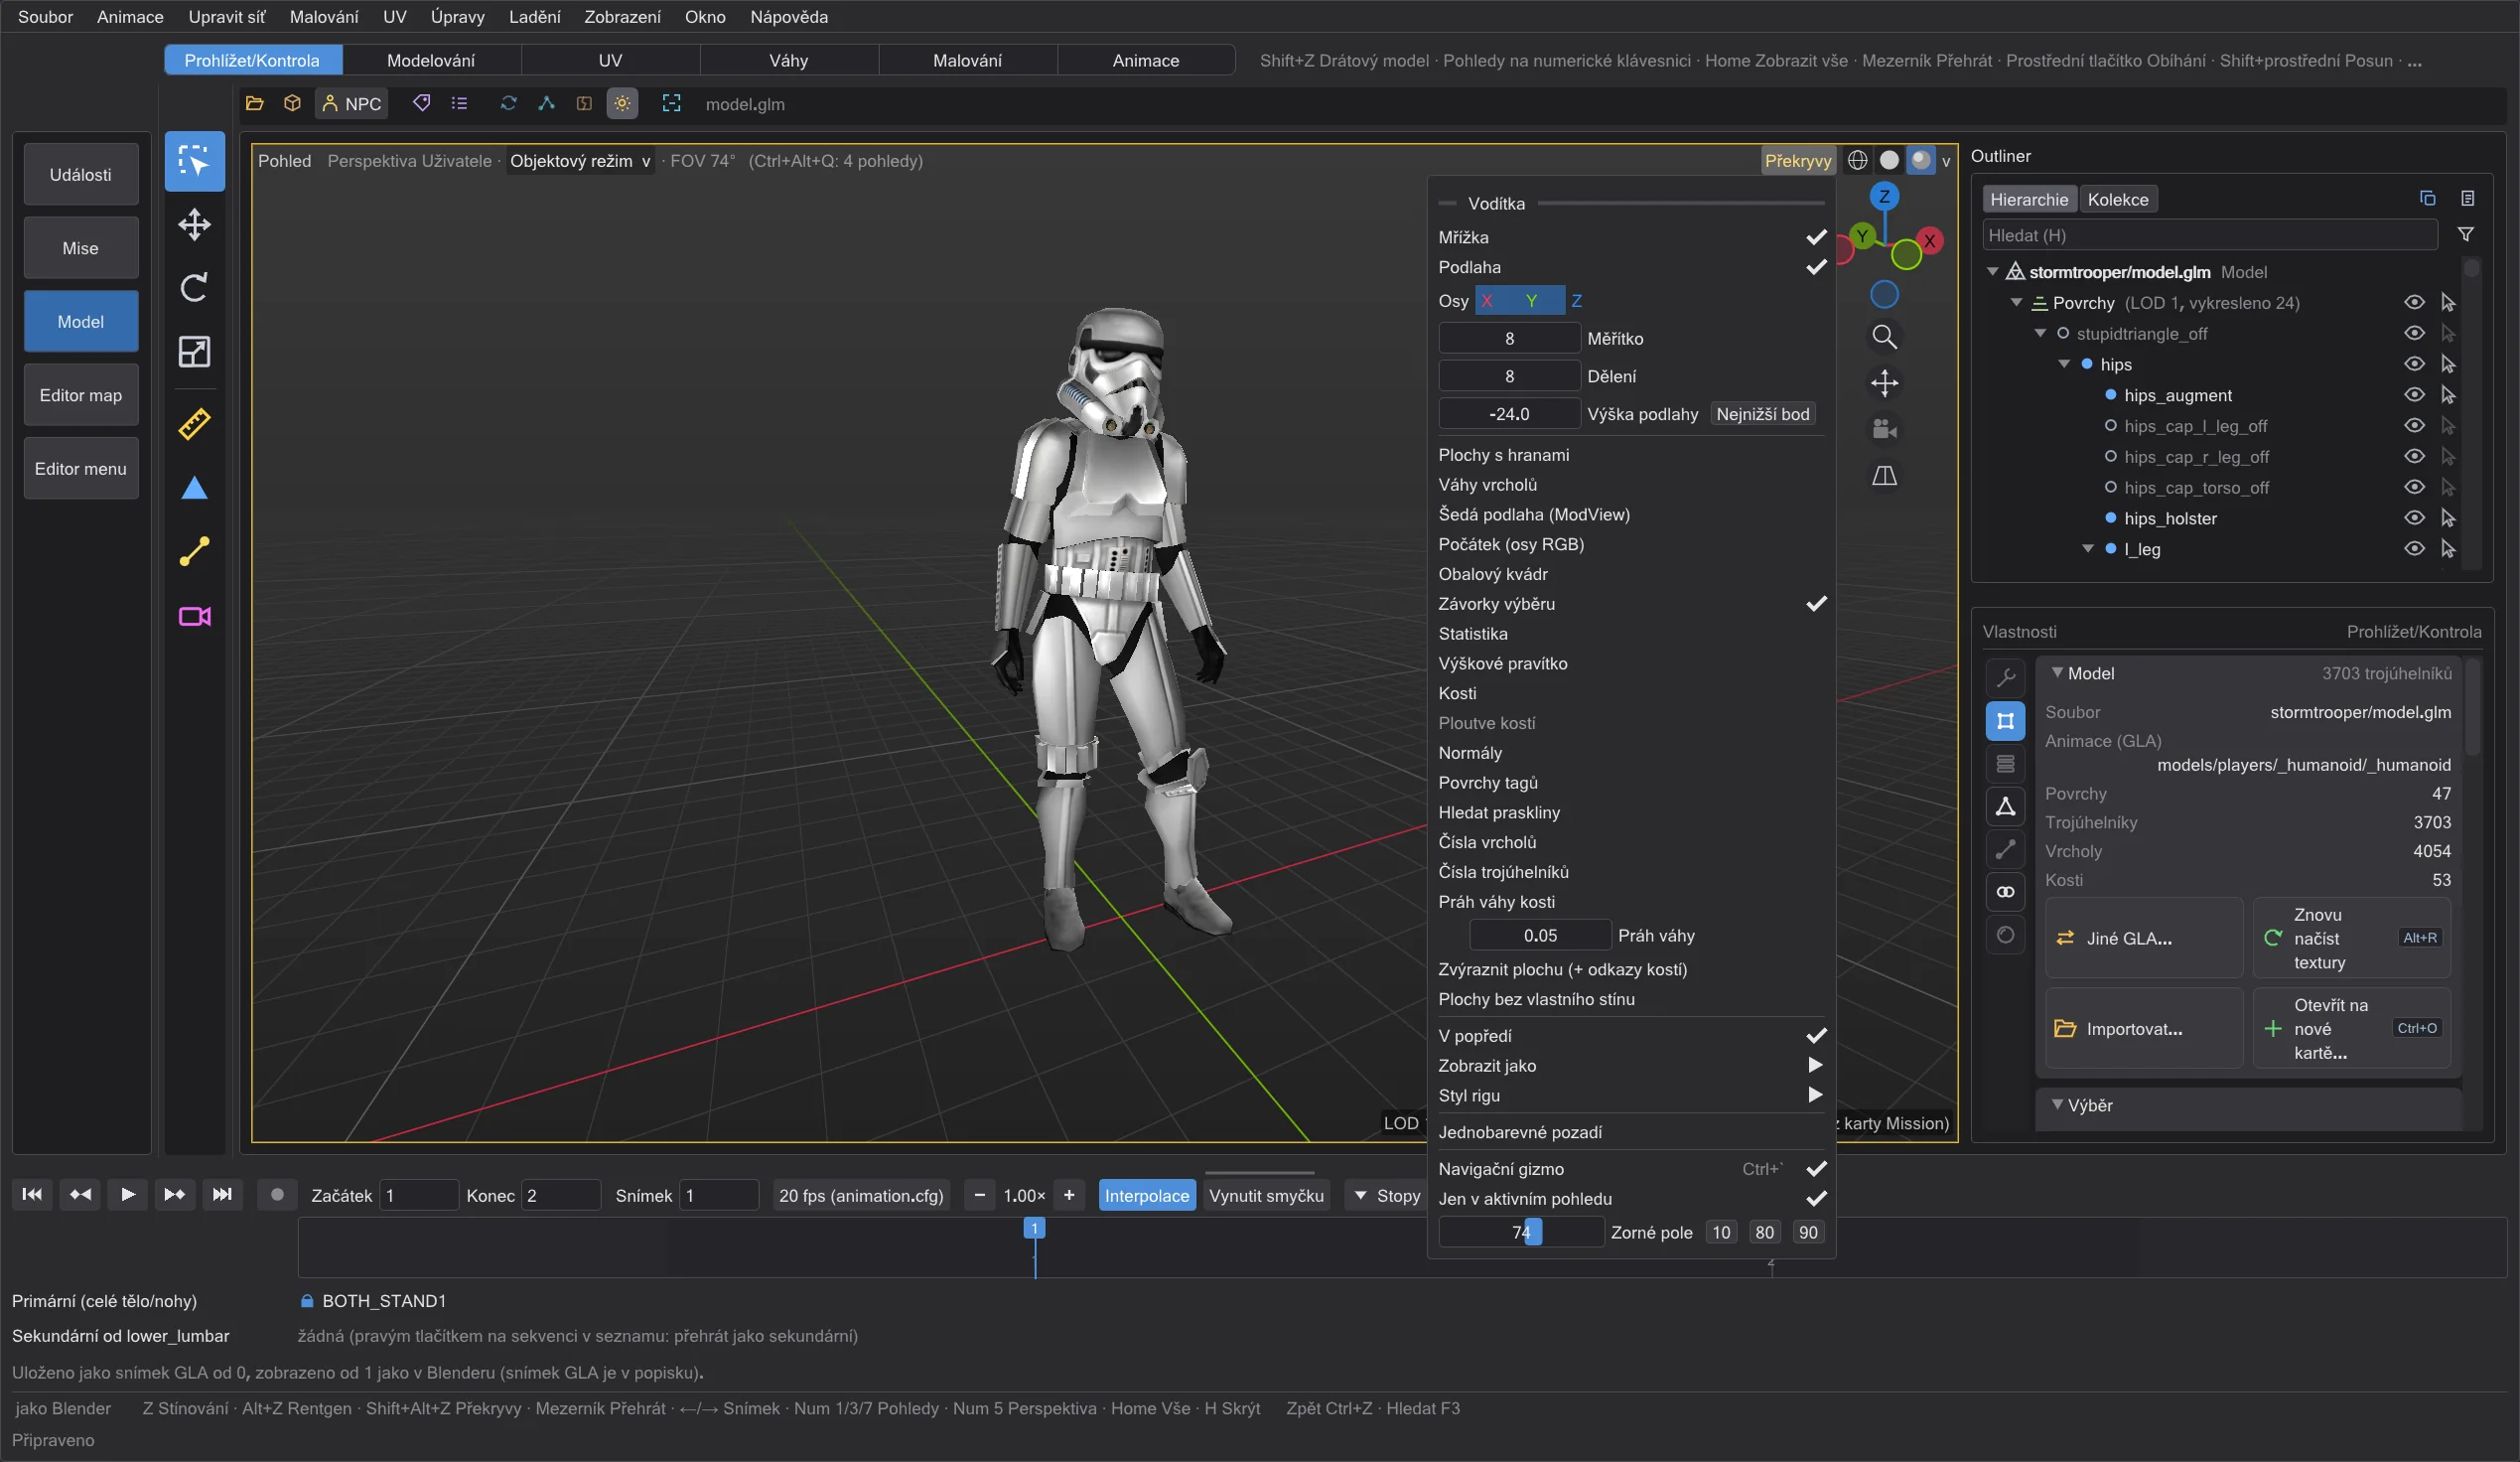 Soubor Animace Upravit síť Malování UV Úpravy Ladění Zobrazení Okno Nápověda
Prohlížet/Kontrola Modelování UV Váhy Malování Animace Shift+Z Drátový model · Pohledy na numerické klávesnici · Home Zobrazit vše · Mezerník Přehrát · Prostřední tlačítko Obíhání · Shift+prostřední Posun · ...
NPC model.glm
Události
Mise
Model
Editor map
Editor menu
Pohled Perspektiva Uživatele · Objektový režim v · FOV 74° (Ctrl+Alt+Q: 4 pohledy)
Překryvy v
Z
Y
X
Vodítka
Mřížka
Podlaha
Osy X Y Z
8 Měřítko
8 Dělení
-24.0 Výška podlahy Nejnižší bod
Plochy s hranami
Váhy vrcholů
Šedá podlaha (ModView)
Počátek (osy RGB)
Obalový kvádr
Závorky výběru
Statistika
Výškové pravítko
Kosti
Ploutve kostí
Normály
Povrchy tagů
Hledat praskliny
Čísla vrcholů
Čísla trojúhelníků
Práh váhy kosti
0.05 Práh váhy
Zvýraznit plochu (+ odkazy kostí)
Plochy bez vlastního stínu
V popředí
Zobrazit jako
Styl rigu
Jednobarevné pozadí
Navigační gizmo Ctrl+`
Jen v aktivním pohledu
74 Zorné pole 10 80 90
LOD
z karty Mission)
Outliner
Hierarchie Kolekce
Hledat (H)
stormtrooper/model.glm Model
Povrchy (LOD 1, vykresleno 24)
stupidtriangle_off
hips
hips_augment
hips_cap_l_leg_off
hips_cap_r_leg_off
hips_cap_torso_off
hips_holster
l_leg
Vlastnosti Prohlížet/Kontrola
Model 3703 trojúhelníků
Soubor stormtrooper/model.glm
Animace (GLA)
models/players/_humanoid/_humanoid
Povrchy 47
Trojúhelníky 3703
Vrcholy 4054
Kosti 53
Jiné GLA...
Znovu načíst textury Alt+R
Importovat...
Otevřít na nové kartě... Ctrl+O
Výběr
Začátek 1 Konec 2 Snímek 1 20 fps (animation.cfg) − 1.00× + Interpolace Vynutit smyčku Stopy
1
2
Primární (celé tělo/nohy) BOTH_STAND1
Sekundární od lower_lumbar žádná (pravým tlačítkem na sekvenci v seznamu: přehrát jako sekundární)
Uloženo jako snímek GLA od 0, zobrazeno od 1 jako v Blenderu (snímek GLA je v popisku).
jako Blender Z Stínování · Alt+Z Rentgen · Shift+Alt+Z Překryvy · Mezerník Přehrát · ←/→ Snímek · Num 1/3/7 Pohledy · Num 5 Perspektiva · Home Vše · H Skrýt Zpět Ctrl+Z · Hledat F3
Připraveno